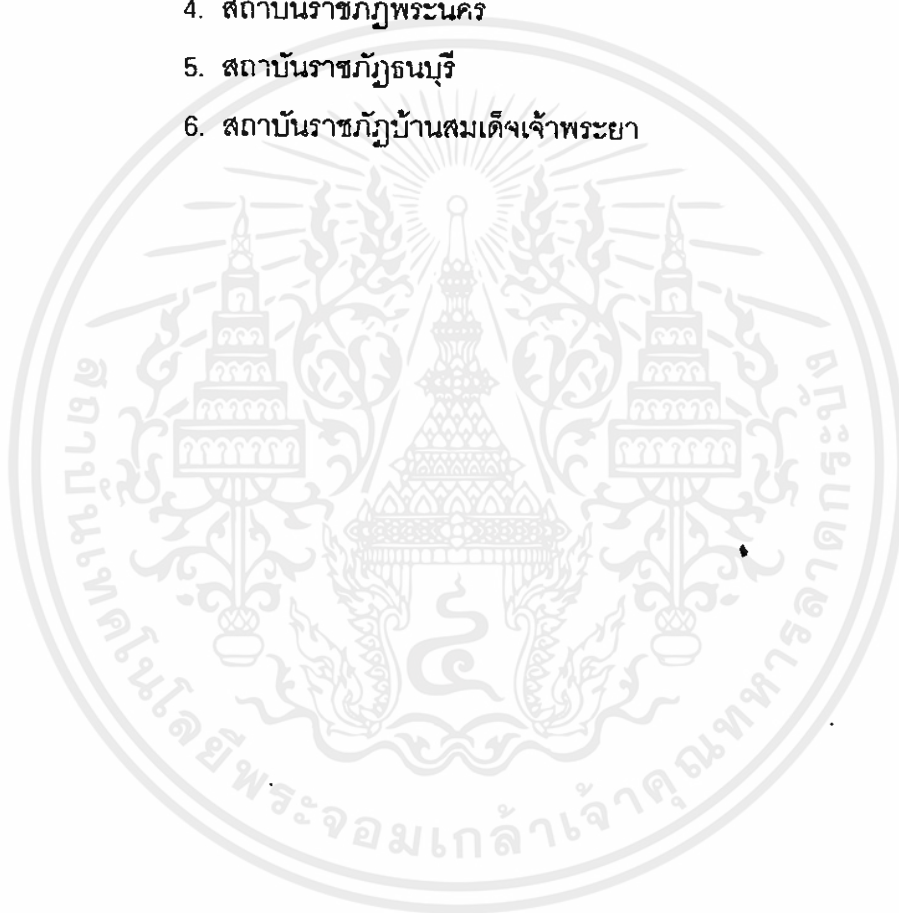 4. สถาบันราชภัฏพระนคร
5. สถาบันราชภัฏธนบุรี
6. สถาบันราชภัฏบ้านสมเด็จเจ้าพระยา
สถาบันเทคโนโลยีพระจอมเกล้าเจ้าคุณทหารลาดกระบัง